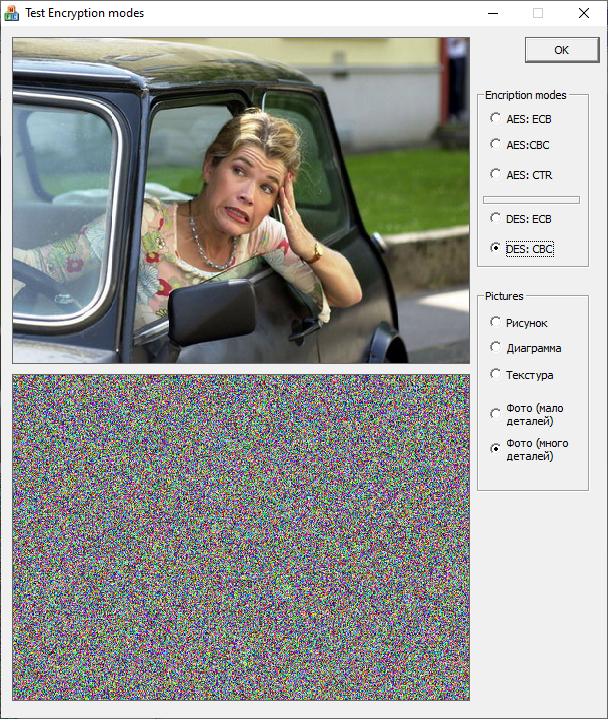 Test Encryption modes
OK
Encription modes
AES: ECB
AES:CBC
AES: CTR
DES: ECB
DES: CBC
Pictures
Рисунок
Диаграмма
Текстура
Фото (мало
деталей)
Фото (много
деталей)